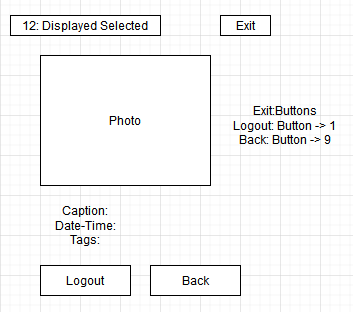 12: Displayed Selected
Exit
Photo
Exit:Buttons
Logout: Button -> 1
Back: Button -> 9
Caption:
Date-Time:
Tags:
Logout
Back